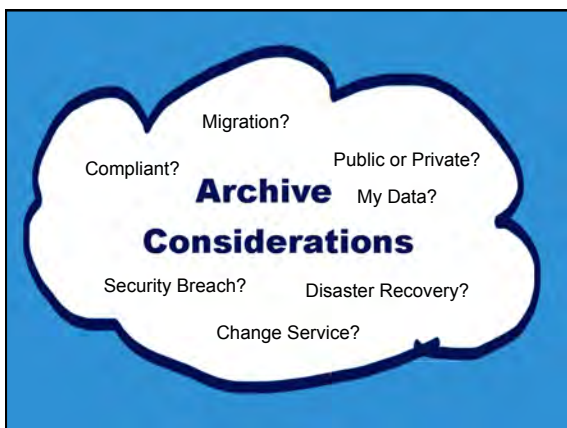 Migration?
Compliant?
Public or Private?
Archive
My Data?
Considerations
Security Breach?
Disaster Recovery?
Change Service?